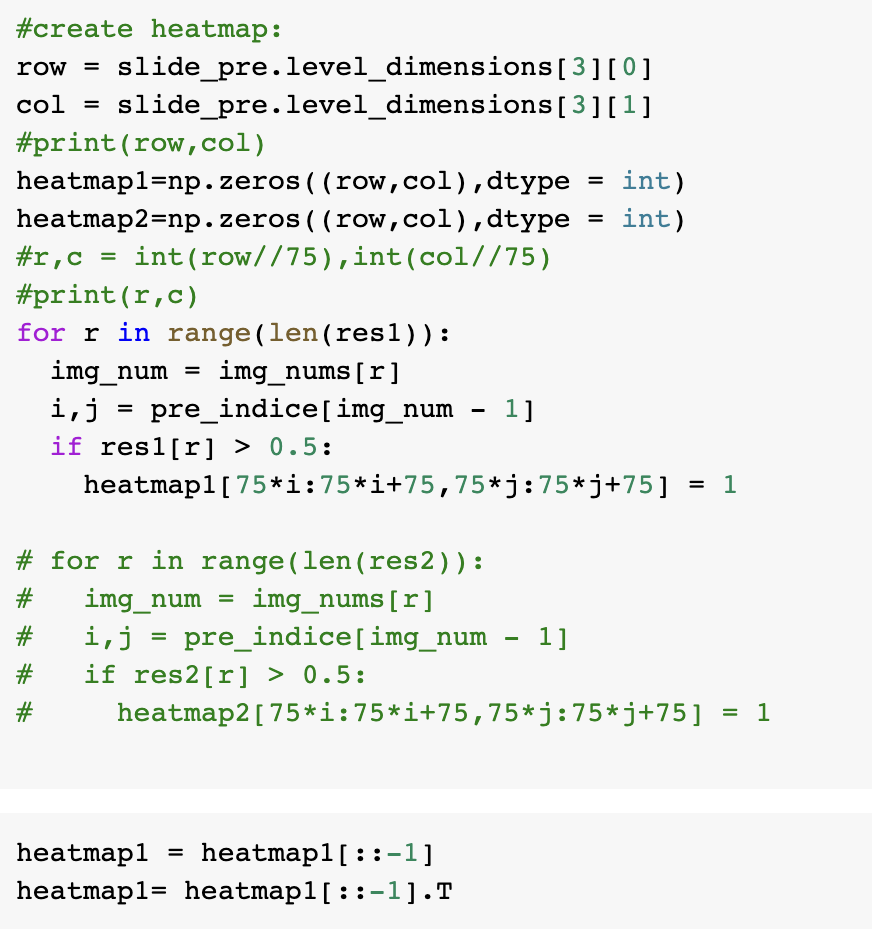 #create heatmap:
row = slide_pre.level_dimensions[3][0]
col = slide_pre.level_dimensions[3][1]
#print(row,col)
heatmap1=np.zeros((row,col),dtype = int)
heatmap2=np.zeros((row,col),dtype = int)
#r,c = int(row//75),int(col//75)
#print(r,c)
for r in range(len(res1)):
  img_num = img_nums[r]
  i,j = pre_indice[img_num - 1]
  if res1[r] > 0.5:
    heatmap1[75*i:75*i+75,75*j:75*j+75] = 1

# for r in range(len(res2)):
#   img_num = img_nums[r]
#   i,j = pre_indice[img_num - 1]
#   if res2[r] > 0.5:
#     heatmap2[75*i:75*i+75,75*j:75*j+75] = 1

heatmap1 = heatmap1[::-1]
heatmap1= heatmap1[::-1].T